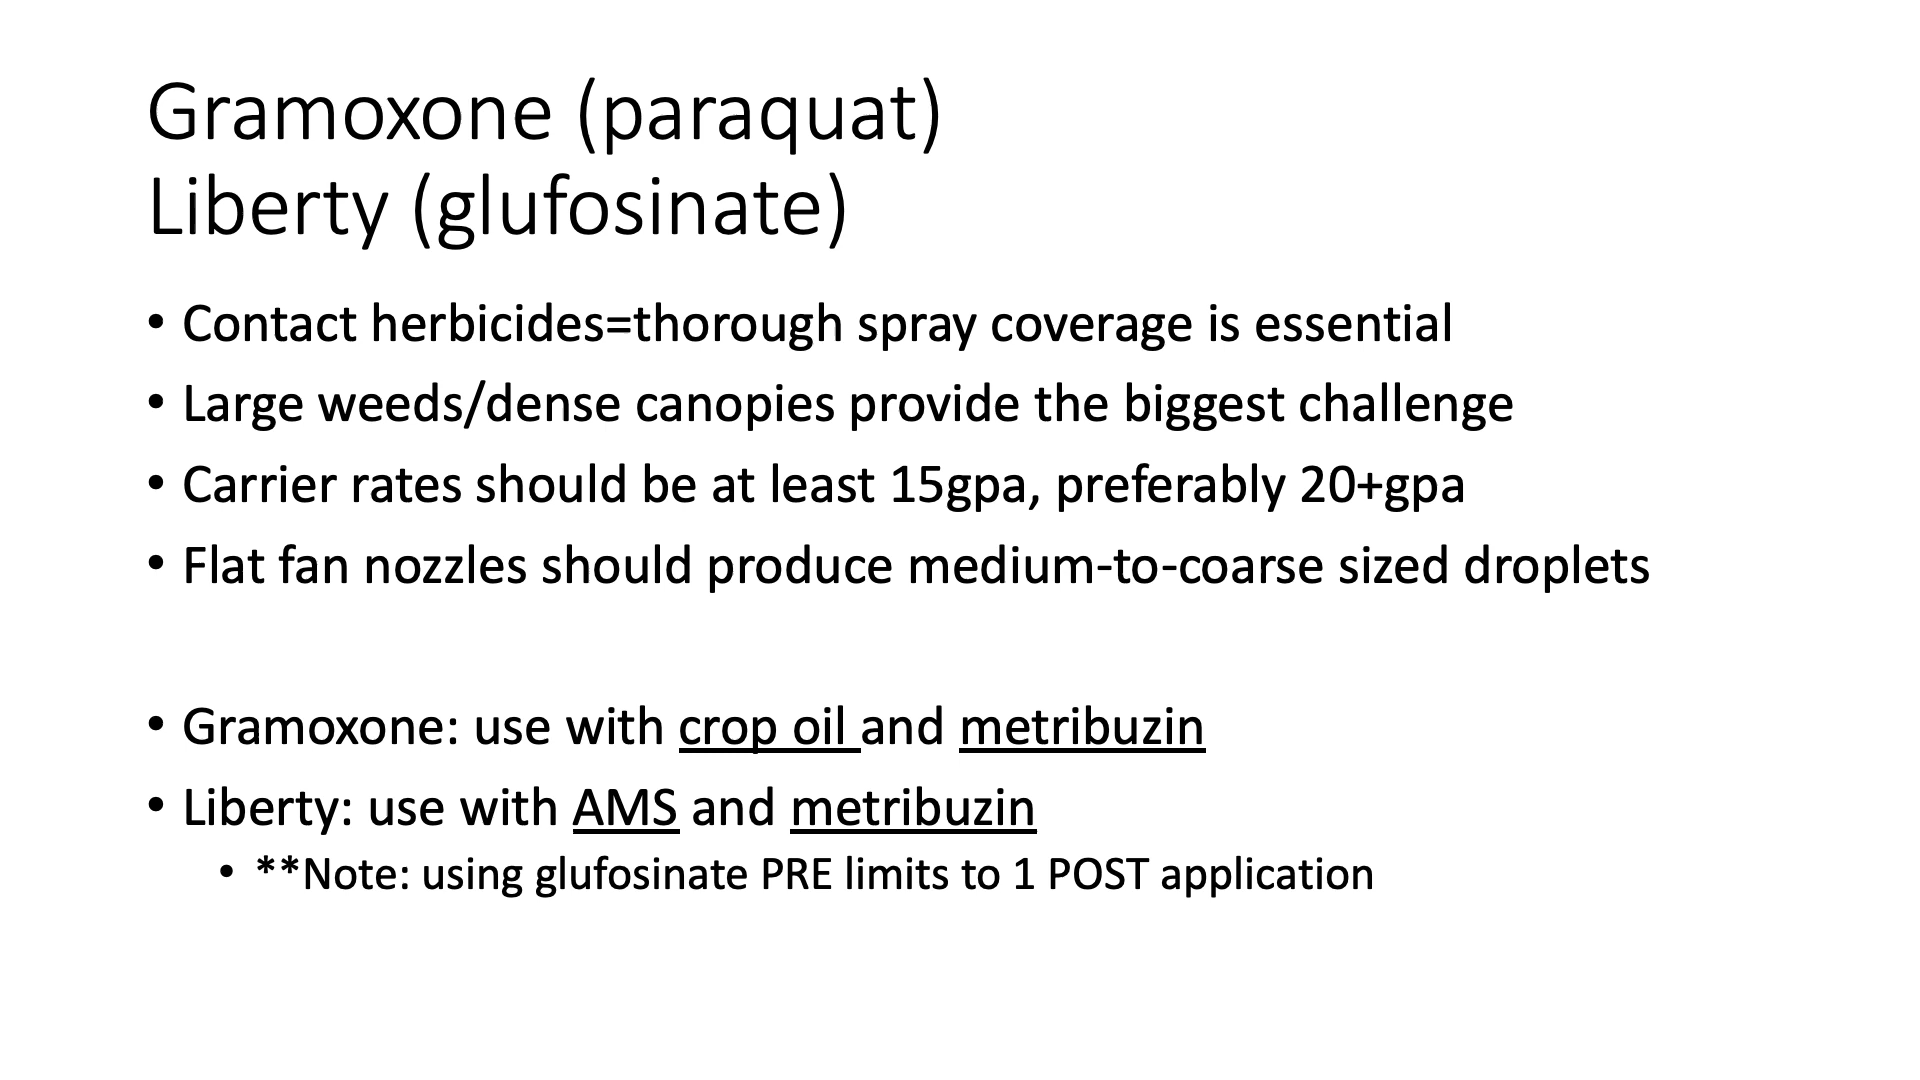 Gramoxone (paraquat)
Liberty (glufosinate)
• Contact herbicides=thorough spray coverage is essential
• Large weeds/dense canopies provide the biggest challenge
• Carrier rates should be at least 15gpa, preferably 20+gpa
• Flat fan nozzles should produce medium-to-coarse sized droplets
• Gramoxone: use with crop oil and metribuzin
• Liberty: use with AMS and metribuzin
• **Note: using glufosinate PRE limits to 1 POST application